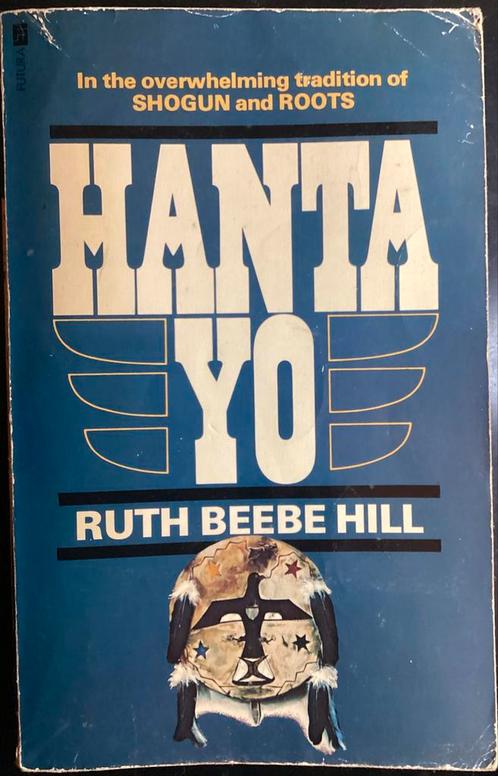 FUTURA
In the overwhelming tradition of
SHOGUN and ROOTS
HANTA
YO
RUTH BEEBE HILL